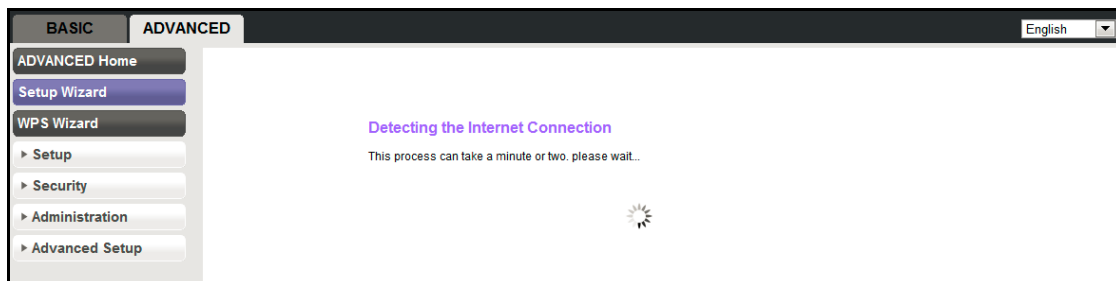 BASIC ADVANCED English
ADVANCED Home
Setup Wizard
WPS Wizard
Setup
Security
Administration
Advanced Setup
Detecting the Internet Connection
This process can take a minute or two. please wait...